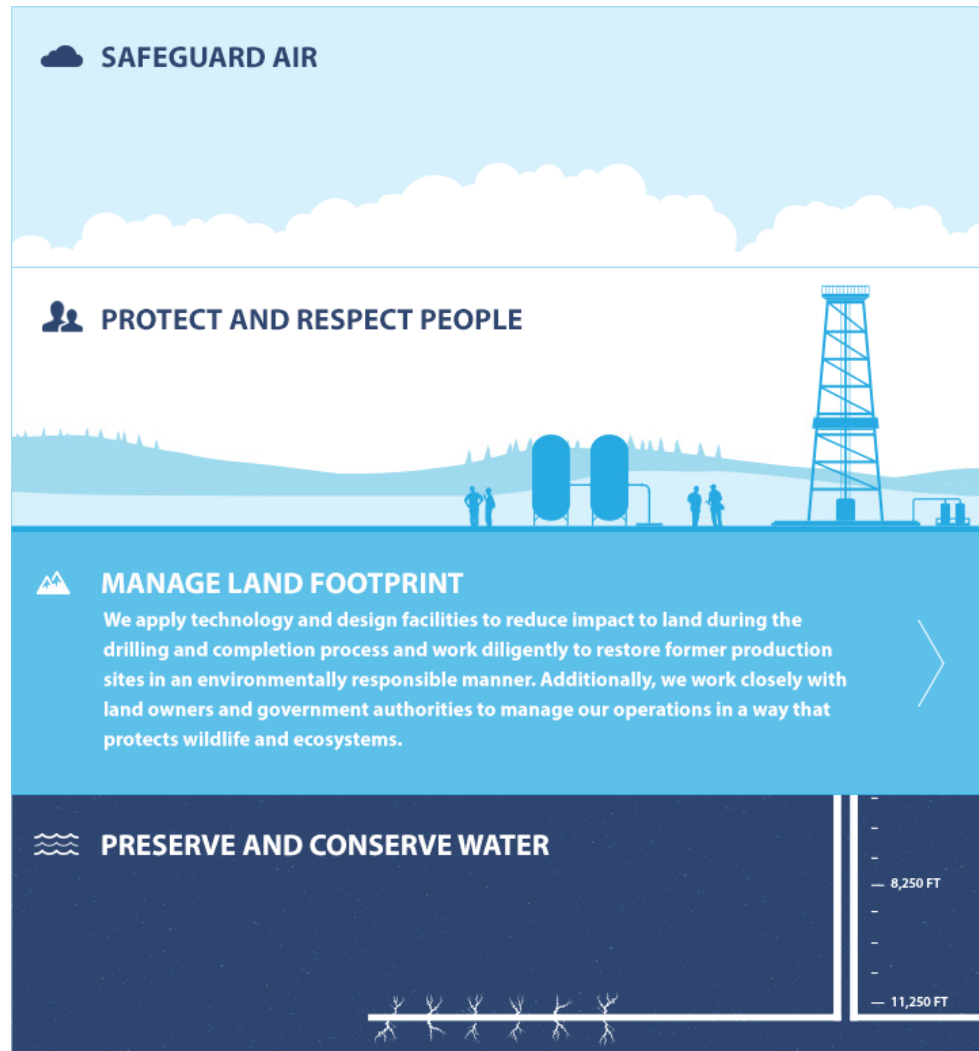 SAFEGUARD AIR
PROTECT AND RESPECT PEOPLE
MANAGE LAND FOOTPRINT
We apply technology and design facilities to reduce impact to land during the
drilling and completion process and work diligently to restore former production
sites in an environmentally responsible manner. Additionally, we work closely with
land owners and government authorities to manage our operations in a way that
protects wildlife and ecosystems.
PRESERVE AND CONSERVE WATER
8,250 FT
11,250 FT